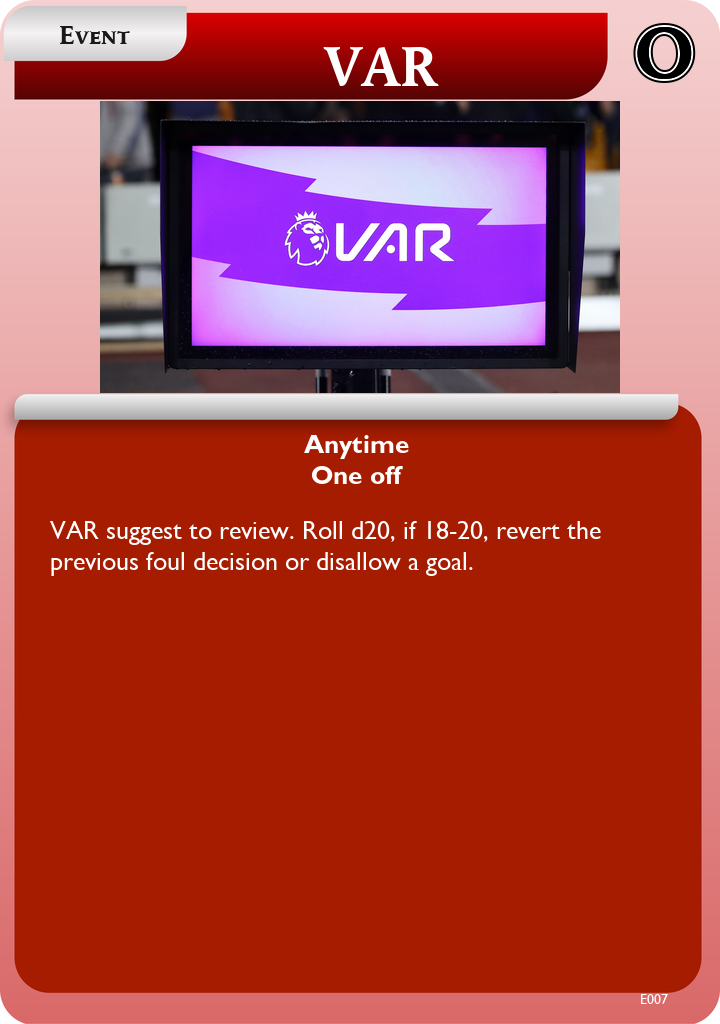 Event
VAR
O
VAR
Anytime
One off
VAR suggest to review. Roll d20, if 18-20, revert the
previous foul decision or disallow a goal.
E007